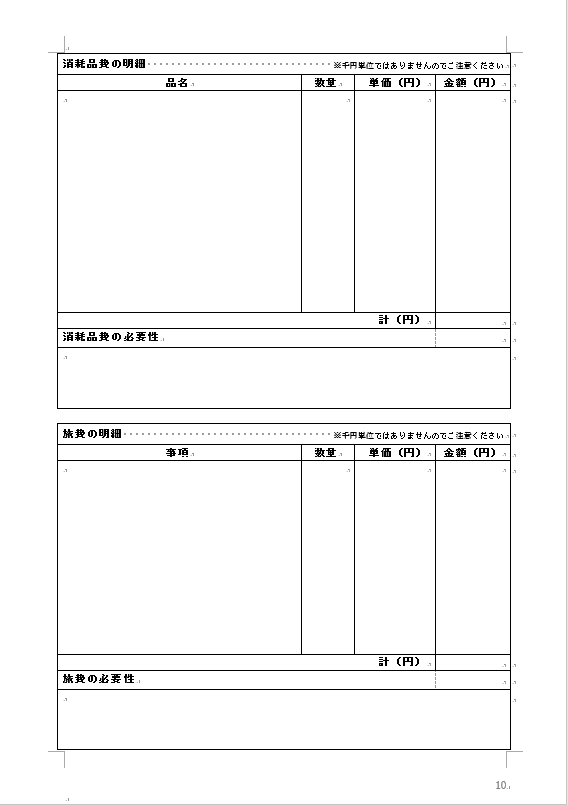 消耗品費の明細 ※千円単位ではありませんのでご注意ください
品名 数量 単価（円） 金額（円）
計（円）
消耗品費の必要性
旅費の明細 ※千円単位ではありませんのでご注意ください
事項 数量 単価（円） 金額（円）
計（円）
旅費の必要性
10